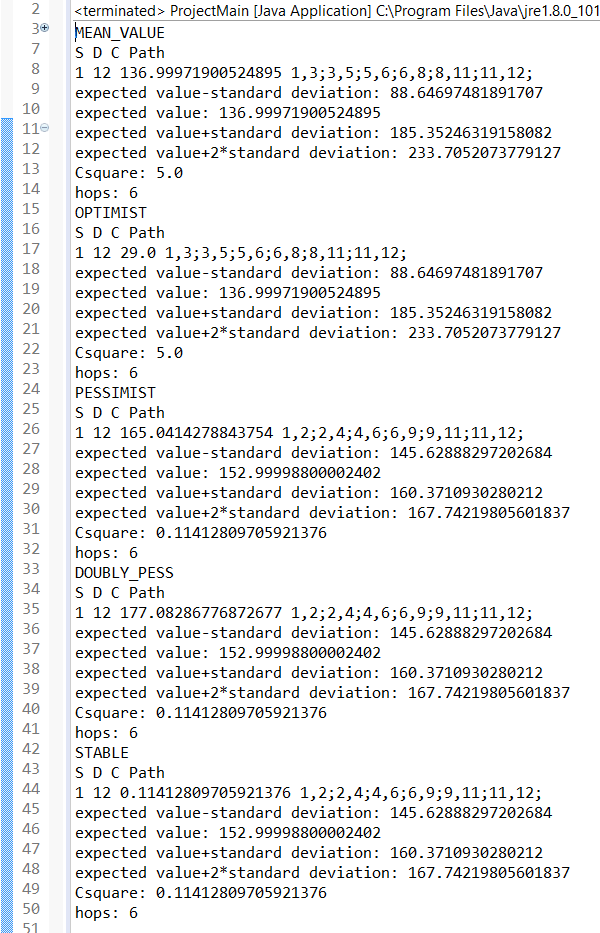 <terminated> ProjectMain [Java Application] C:\Program Files\Java\jre1.8.0_101
2
3 MEAN_VALUE
7 S D C Path
8 1 12 136.99971900524895 1,3;3,5;5,6;6,8;8,11;11,12;
9 expected value-standard deviation: 88.64697481891707
10 expected value: 136.99971900524895
11 expected value+standard deviation: 185.35246319158082
12 expected value+2*standard deviation: 233.7052073779127
13 Csquare: 5.0
14 hops: 6
15 OPTIMIST
16 S D C Path
17 1 12 29.0 1,3;3,5;5,6;6,8;8,11;11,12;
18 expected value-standard deviation: 88.64697481891707
19 expected value: 136.99971900524895
20 expected value+standard deviation: 185.35246319158082
21 expected value+2*standard deviation: 233.7052073779127
22 Csquare: 5.0
23 hops: 6
24 PESSIMIST
25 S D C Path
26 1 12 165.0414278843754 1,2;2,4;4,6;6,9;9,11;11,12;
27 expected value-standard deviation: 145.62888297202684
28 expected value: 152.99998800002402
29 expected value+standard deviation: 160.3710930280212
30 expected value+2*standard deviation: 167.74219805601837
31 Csquare: 0.11412809705921376
32 hops: 6
33 DOUBLY_PESS
34 S D C Path
35 1 12 177.08286776872677 1,2;2,4;4,6;6,9;9,11;11,12;
36 expected value-standard deviation: 145.62888297202684
37 expected value: 152.99998800002402
38 expected value+standard deviation: 160.3710930280212
39 expected value+2*standard deviation: 167.74219805601837
40 Csquare: 0.11412809705921376
41 hops: 6
42 STABLE
43 S D C Path
44 1 12 0.11412809705921376 1,2;2,4;4,6;6,9;9,11;11,12;
45 expected value-standard deviation: 145.62888297202684
46 expected value: 152.99998800002402
47 expected value+standard deviation: 160.3710930280212
48 expected value+2*standard deviation: 167.74219805601837
49 Csquare: 0.11412809705921376
50 hops: 6
51